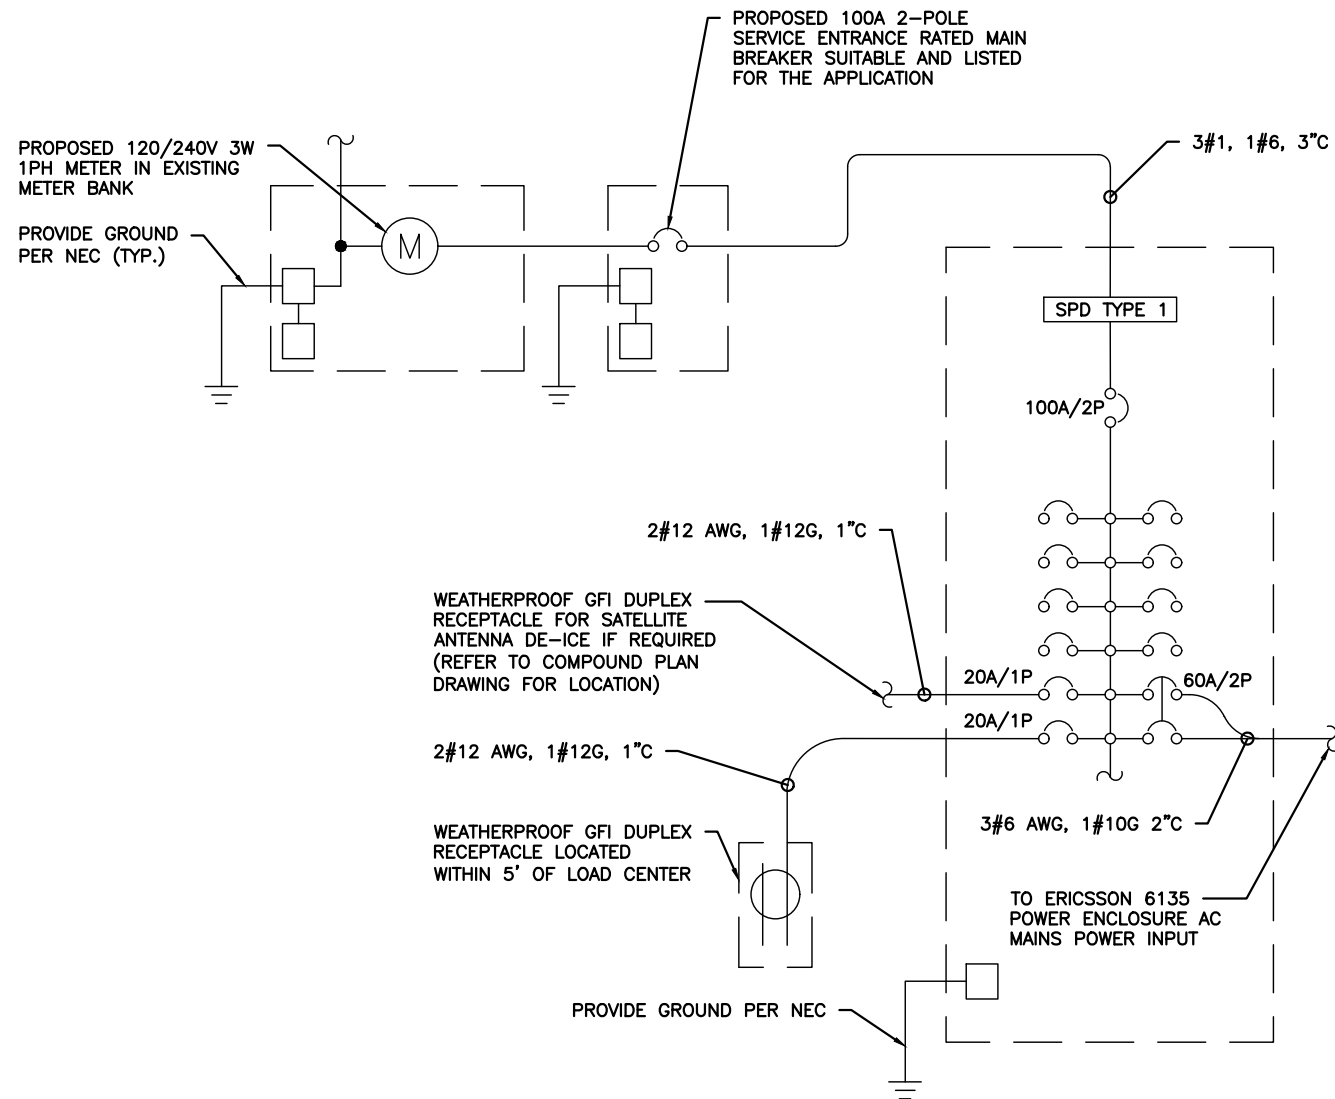 PROPOSED 100A 2-POLE
SERVICE ENTRANCE RATED MAIN
BREAKER SUITABLE AND LISTED
FOR THE APPLICATION
PROPOSED 120/240V 3W
1PH METER IN EXISTING
METER BANK
3#1, 1#6, 3"C
PROVIDE GROUND
PER NEC (TYP.)
M
SPD TYPE 1
100A/2P
2#12 AWG, 1#12G, 1"C
WEATHERPROOF GFI DUPLEX
RECEPTACLE FOR SATELLITE
ANTENNA DE-ICE IF REQUIRED
(REFER TO COMPOUND PLAN
DRAWING FOR LOCATION)
20A/1P
60A/2P
20A/1P
2#12 AWG, 1#12G, 1"C
3#6 AWG, 1#10G 2"C
WEATHERPROOF GFI DUPLEX
RECEPTACLE LOCATED
WITHIN 5' OF LOAD CENTER
TO ERICSSON 6135
POWER ENCLOSURE AC
MAINS POWER INPUT
PROVIDE GROUND PER NEC